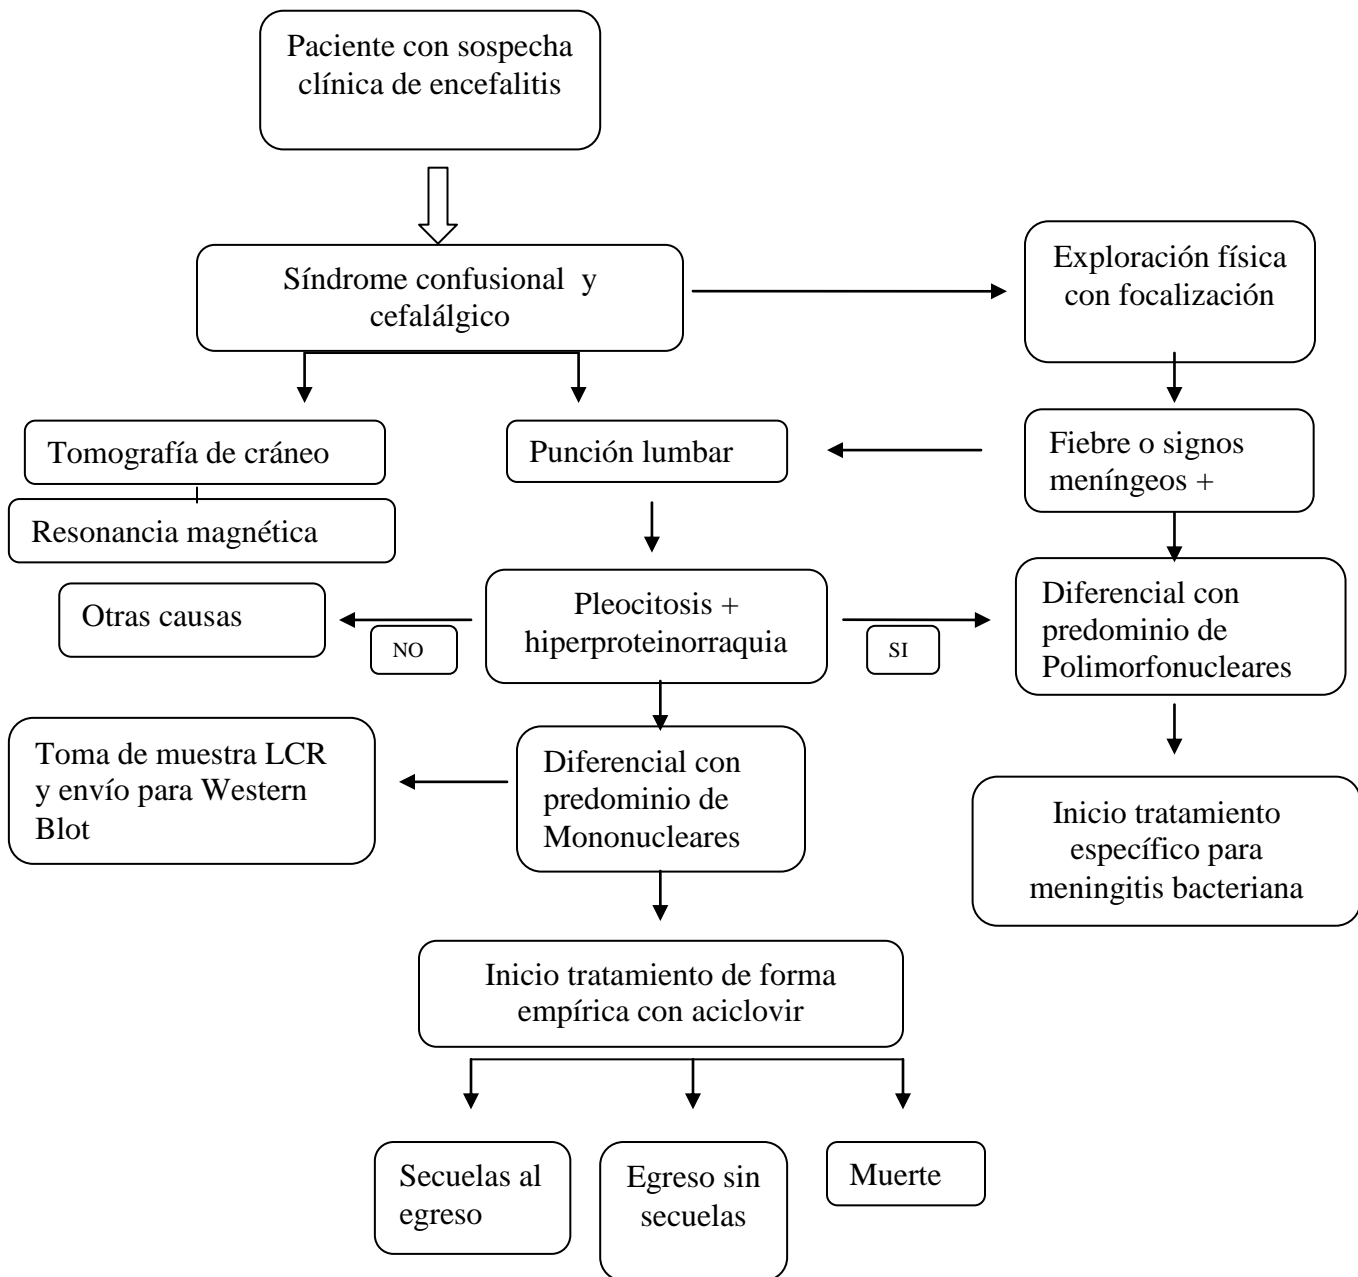 Paciente con sospecha
clínica de encefalitis
Síndrome confusional y
cefalálgico
Exploración física
con focalización
Tomografía de cráneo
Punción lumbar
Fiebre o signos
meníngeos +
Resonancia magnética
Otras causas
NO
Pleocitosis +
hiperproteinorraquia
SI
Diferencial con
predominio de
Polimorfonucleares
Toma de muestra LCR
y envío para Western
Blot
Diferencial con
predominio de
Mononucleares
Inicio tratamiento
específico para
meningitis bacteriana
Inicio tratamiento de forma
empírica con aciclovir
Secuelas al
egreso
Egreso sin
secuelas
Muerte